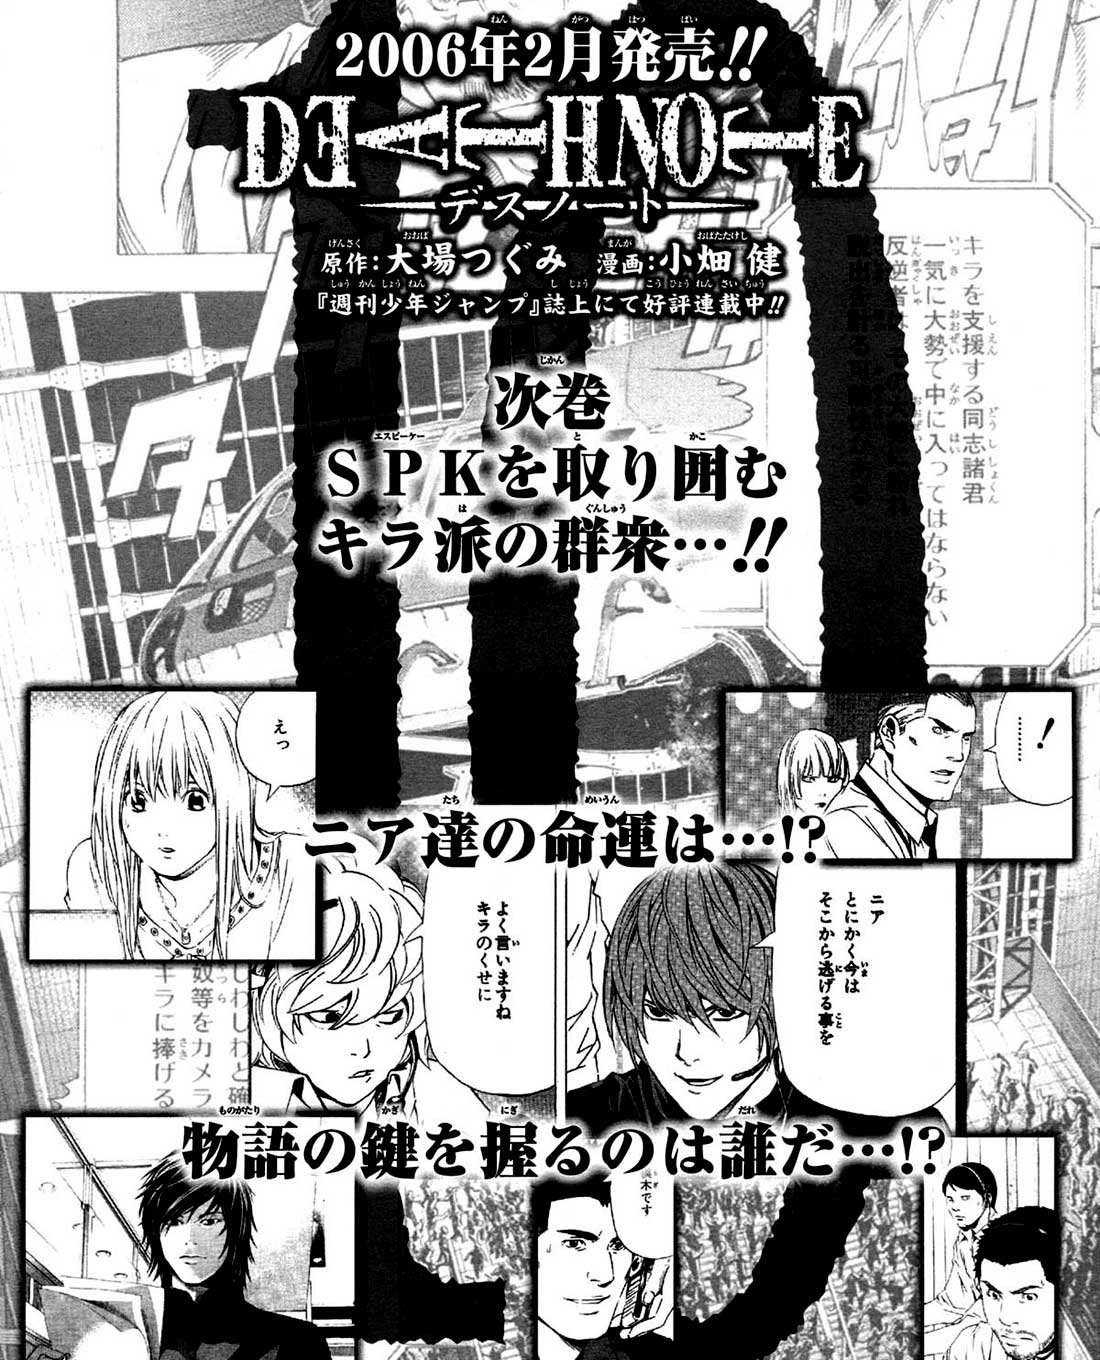 2006年2月発売!!
DEATH NOTE
デスノート
原作:大場つぐみ 漫画:小畑 健
『週刊少年ジャンプ』誌上にて好評連載中!!
次巻
SPKを取り囲む
キラ派の群衆…!!
キラを支援する同志諸君
一気に大勢で中に入ってはならない
反逆者は
えっ
……!
ニア達の命運は…!?
ニア
とにかく今は
そこから逃げる事を
よく言いますね
キラのくせに
じわじわと確
奴等をカメラ
キラに捧げる
物語の鍵を握るのは誰だ…!?
木です